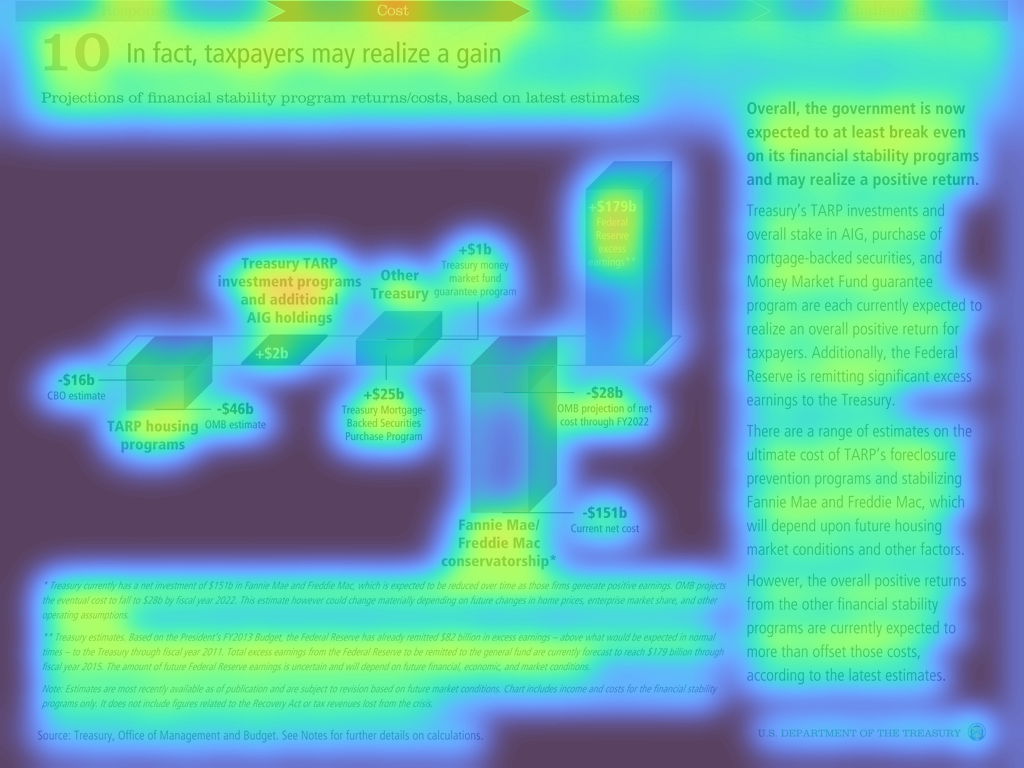 Cost
10 In fact, taxpayers may realize a gain
Projections of financial stability program returns/costs, based on latest estimates
+$179b
Federal
Reserve
excess
earnings**
+$1b
Treasury money
market fund
guarantee program
Treasury TARP
investment programs
and additional
AIG holdings
Other
Treasury
+$2b
-$16b
CBO estimate
-$46b
OMB estimate
TARP housing
programs
+$25b
Treasury Mortgage-
Backed Securities
Purchase Program
-$28b
OMB projection of net
cost through FY2022
-$151b
Current net cost
Fannie Mae/
Freddie Mac
conservatorship*
* Treasury currently has a net investment of $151b in Fannie Mae and Freddie Mac, which is expected to be reduced over time as those firms generate positive earnings. OMB projects
the eventual cost to fall to $28b by fiscal year 2022. This estimate however could change materially depending on future changes in home prices, enterprise market share, and other
operating assumptions.
** Treasury estimates. Based on the President's FY2013 Budget, the Federal Reserve has already remitted $82 billion in excess earnings – above what would be expected in normal
times – to the Treasury through fiscal year 2011. Total excess earnings from the Federal Reserve to be remitted to the general fund are currently forecast to reach $179 billion through
fiscal year 2015. The amount of future Federal Reserve earnings is uncertain and will depend on future financial, economic, and market conditions.
Note: Estimates are most recently available as of publication and are subject to revision based on future market conditions. Chart includes income and costs for the financial stability
programs only. It does not include figures related to the Recovery Act or tax revenues lost from the crisis.
Source: Treasury, Office of Management and Budget. See Notes for further details on calculations.
Overall, the government is now
expected to at least break even
on its financial stability programs
and may realize a positive return.
Treasury's TARP investments and
overall stake in AIG, purchase of
mortgage-backed securities, and
Money Market Fund guarantee
program are each currently expected to
realize an overall positive return for
taxpayers. Additionally, the Federal
Reserve is remitting significant excess
earnings to the Treasury.
There are a range of estimates on the
ultimate cost of TARP's foreclosure
prevention programs and stabilizing
Fannie Mae and Freddie Mac, which
will depend upon future housing
market conditions and other factors.
However, the overall positive returns
from the other financial stability
programs are currently expected to
more than offset those costs,
according to the latest estimates.
U.S. DEPARTMENT OF THE TREASURY